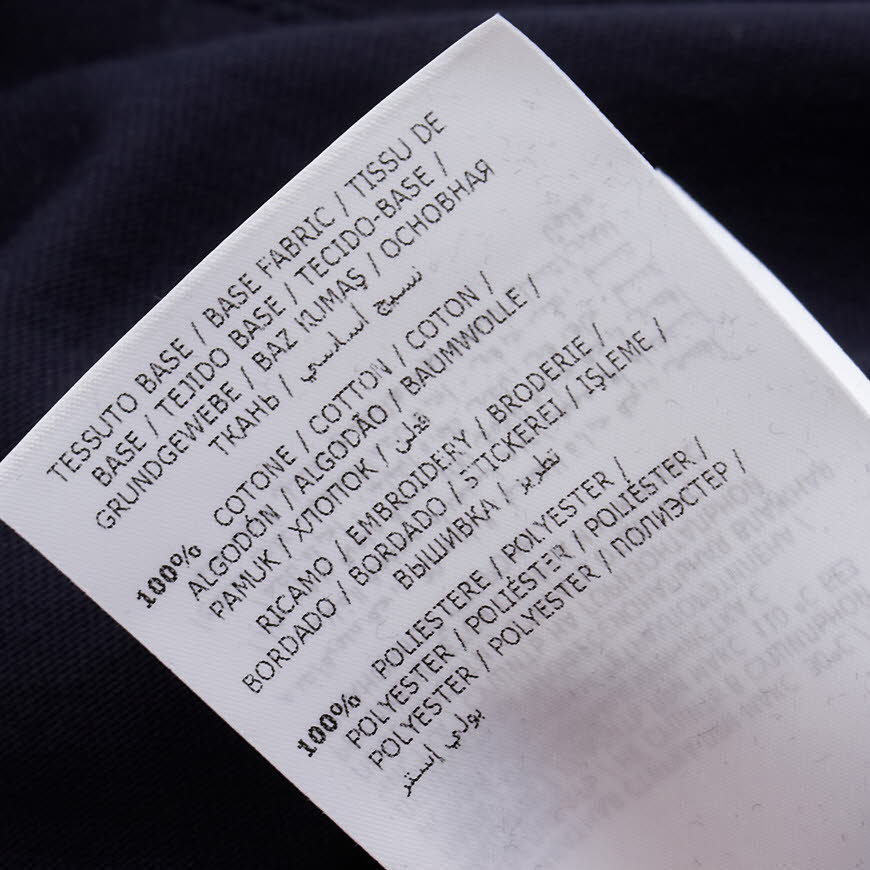 TESSUTO BASE / BASE FABRIC / TISSU DE
BASE / TEJIDO BASE / TECIDO-BASE /
GRUNDGEWEBE / BAZ KUMAŞ / ОСНОВНАЯ
ТКАНЬ / نسيج أساسي
100% COTONE / COTTON / COTON /
ALGODÓN / ALGODÃO / BAUMWOLLE /
PAMUK / ХЛОПОК / قطن
RICAMO / EMBROIDERY / BRODERIE /
BORDADO / BORDADO / STICKEREI / IŞLEME /
ВЫШИВКА / تطريز
100% POLIESTERE / POLYESTER /
POLYESTER / POLIÉSTER / POLIÉSTER /
POLYESTER / POLYESTER / ПОЛИЭСТЕР /
بولي أستر